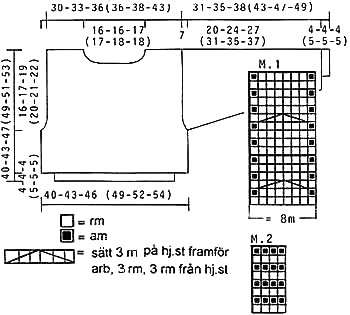 30-33-36(36-38-43)
31-35-38(43-47-49)
16-16-17
(17-18-18)
7
20-24-27
(31-35-37)
4-4-4
(5-5-5)
40-43-47(49-51-53)
16-17-19
(20-21-22)
4-4-4
(5-5-5)
40-43-46 (49-52-54)
M.1
= 8m
= rm
= am
= sätt 3 m på hj.st framför
arb, 3 rm, 3 rm från hj.st
M.2